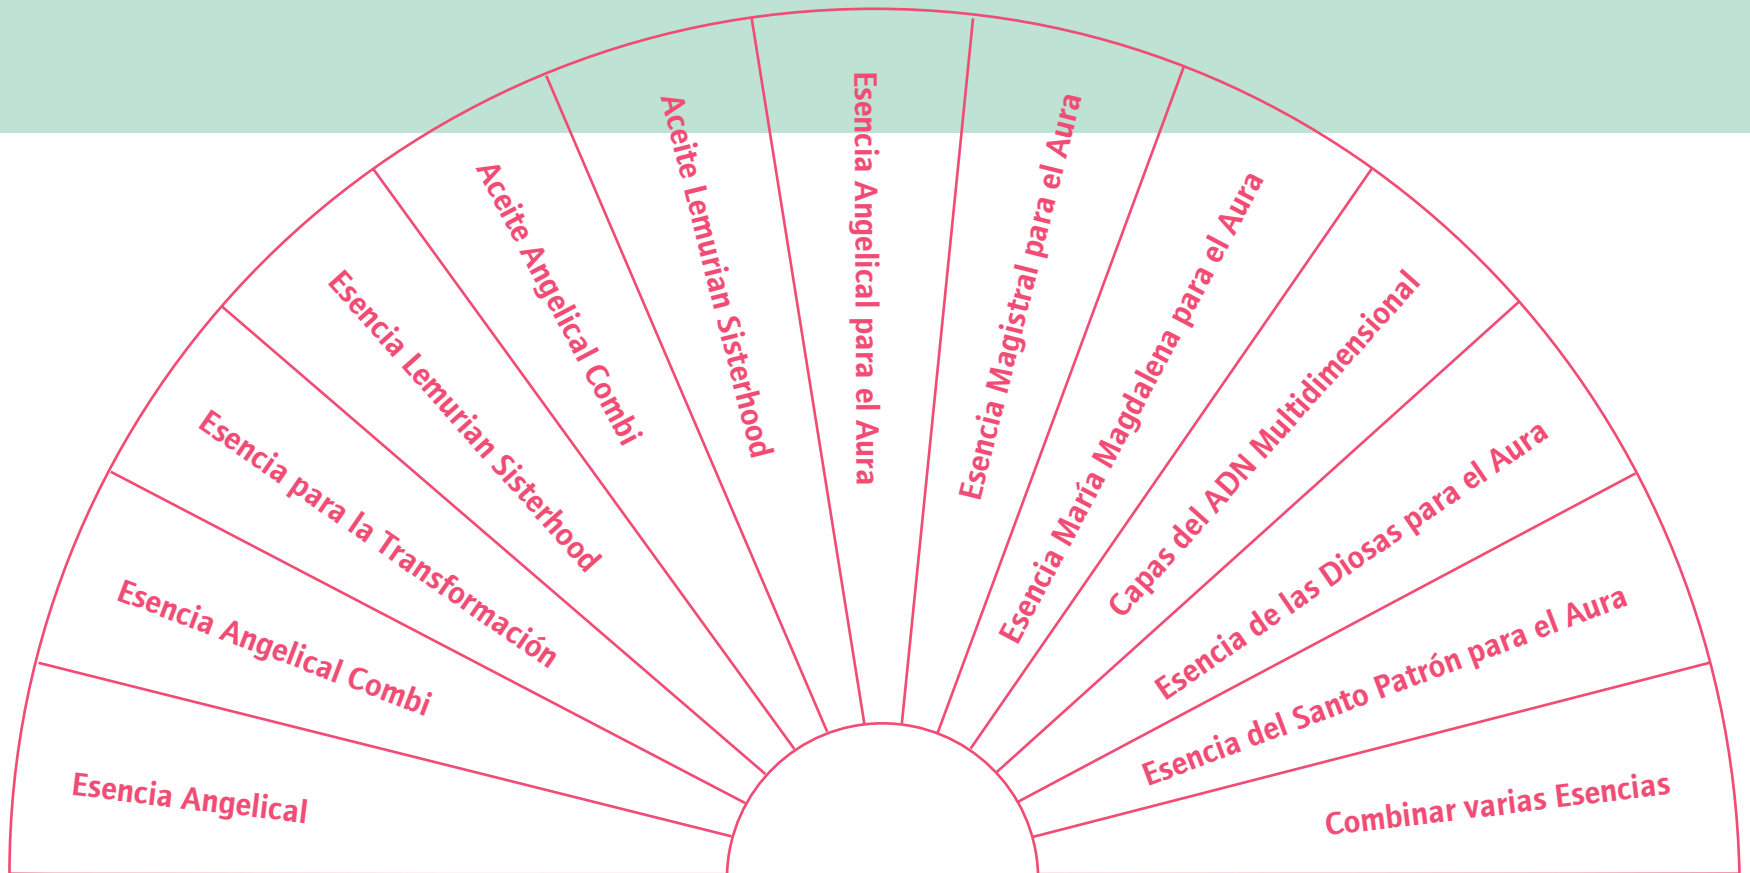 Esencia Angelical
Esencia Angelical Combi
Esencia para la Transformación
Esencia Lemurian Sisterhood
Aceite Angelical Combi
Aceite Lemurian Sisterhood
Esencia Angelical para el Aura
Esencia Magistral para el Aura
Esencia María Magdalena para el Aura
Capas del ADN Multidimensional
Esencia de las Diosas para el Aura
Esencia del Santo Patrón para el Aura
Combinar varias Esencias